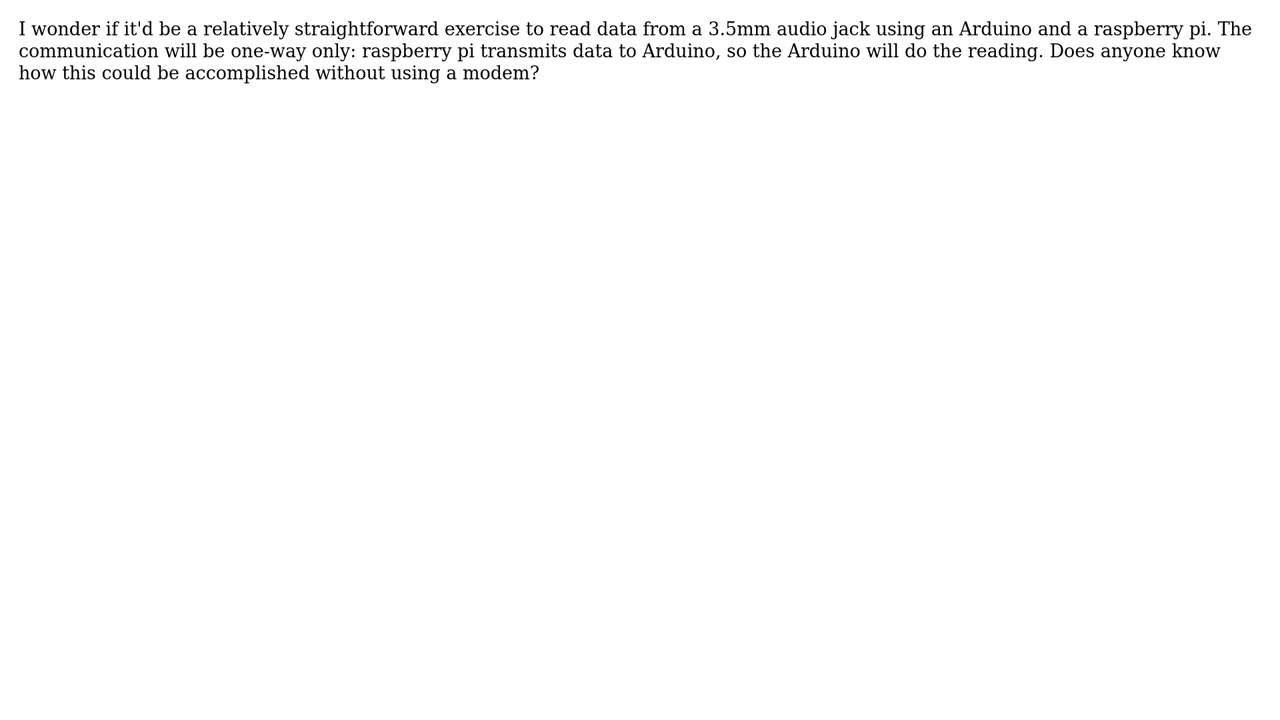 I wonder if it'd be a relatively straightforward exercise to read data from a 3.5mm audio jack using an Arduino and a raspberry pi. The
communication will be one-way only: raspberry pi transmits data to Arduino, so the Arduino will do the reading. Does anyone know
how this could be accomplished without using a modem?